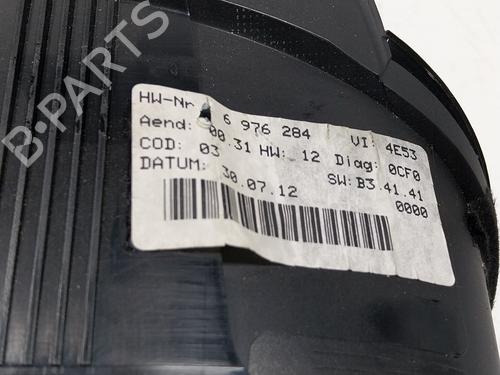 B-PARTS
HW-Nr 6 976 284 VI: 4E53
Aend: 00.31 HW: 12 Diag: 0CF0
COD: 03 SW: B3.41.41
DATUM: 30.07.12 0000